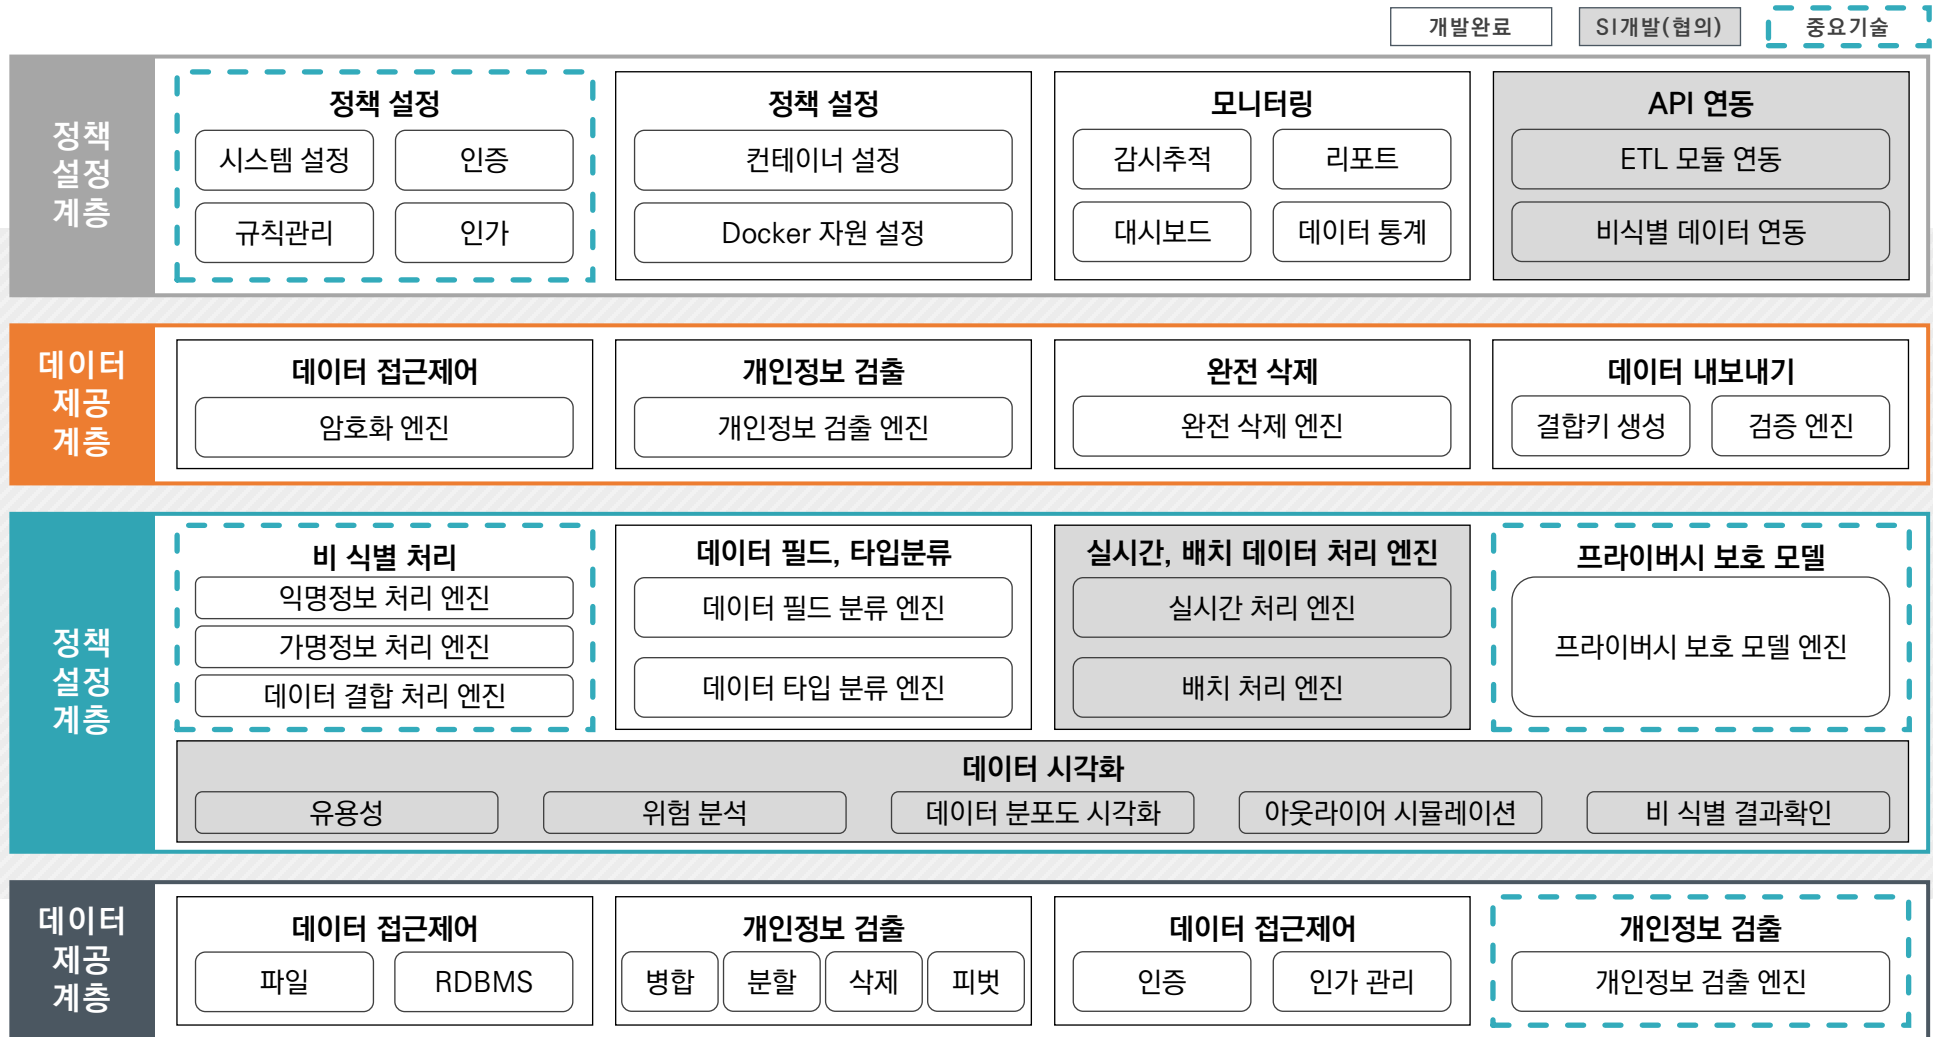 개발완료
SI개발(협의)
중요기술
정책
설정
계층
정책 설정
시스템 설정
인증
규칙관리
인가
정책 설정
컨테이너 설정
Docker 자원 설정
모니터링
감시추적
리포트
대시보드
데이터 통계
API 연동
ETL 모듈 연동
비식별 데이터 연동
데이터
제공
계층
데이터 접근제어
암호화 엔진
개인정보 검출
개인정보 검출 엔진
완전 삭제
완전 삭제 엔진
데이터 내보내기
결합키 생성
검증 엔진
정책
설정
계층
비 식별 처리
익명정보 처리 엔진
가명정보 처리 엔진
데이터 결합 처리 엔진
데이터 필드, 타입분류
데이터 필드 분류 엔진
데이터 타입 분류 엔진
실시간, 배치 데이터 처리 엔진
실시간 처리 엔진
배치 처리 엔진
프라이버시 보호 모델
프라이버시 보호 모델 엔진
데이터 시각화
유용성
위험 분석
데이터 분포도 시각화
아웃라이어 시뮬레이션
비 식별 결과확인
데이터
제공
계층
데이터 접근제어
파일
RDBMS
개인정보 검출
병합
분할
삭제
피벗
데이터 접근제어
인증
인가 관리
개인정보 검출
개인정보 검출 엔진